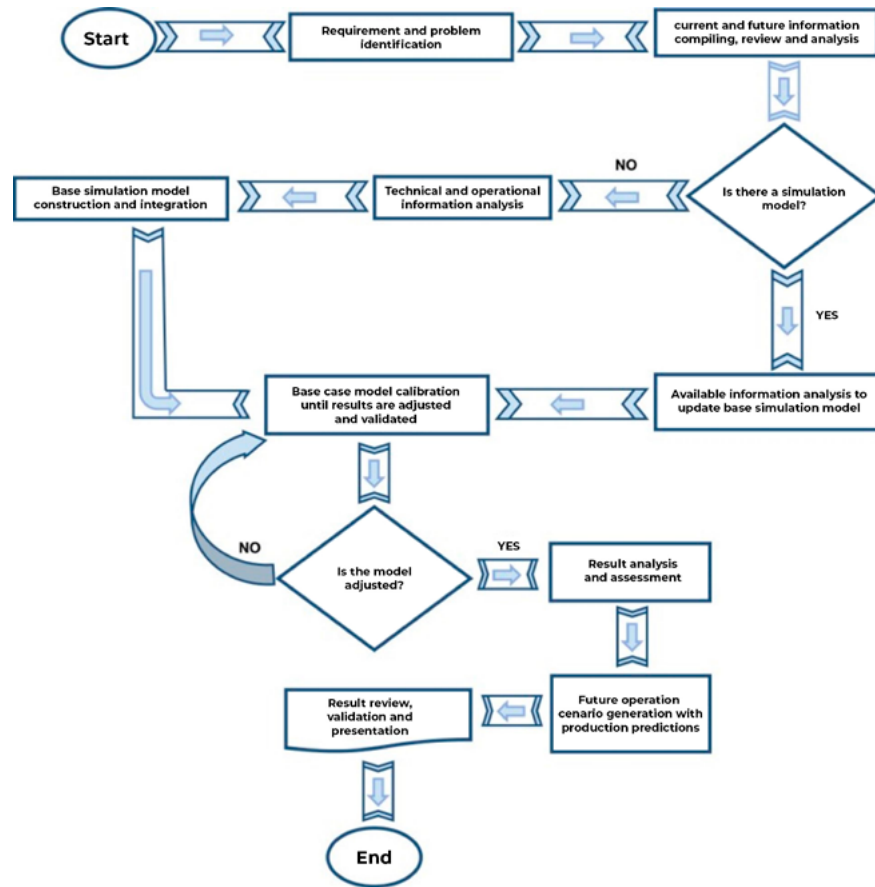 Start
Requirement and problem
identification
current and future information
compiling, review and analysis
Is there a simulation
model?
NO
Technical and operational
information analysis
Base simulation model
construction and integration
YES
Available information analysis to
update base simulation model
Base case model calibration
until results are adjusted
and validated
Is the model
adjusted?
NO
YES
Result analysis
and assessment
Future operation
cenario generation with
production predictions
Result review,
validation and
presentation
End